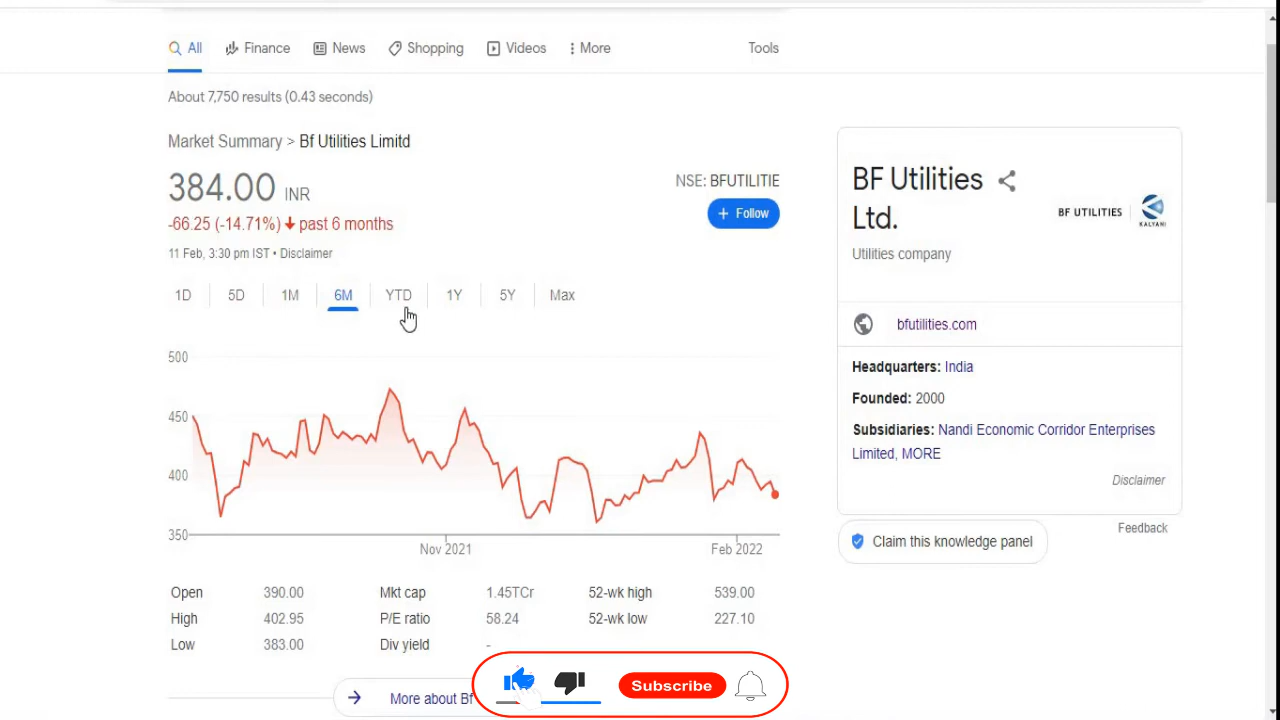 All Finance News Shopping Videos More Tools
About 7,750 results (0.43 seconds)
Market Summary > Bf Utilities Limitd
384.00 INR
NSE: BFUTILITIE
-66.25 (-14.71%) past 6 months
+ Follow
11 Feb, 3:30 pm IST • Disclaimer
1D 5D 1M 6M YTD 1Y 5Y Max
500
450
400
350
Nov 2021 Feb 2022
Open 390.00 Mkt cap 1.45TCr 52-wk high 539.00
High 402.95 P/E ratio 58.24 52-wk low 227.10
Low 383.00 Div yield -
More about Bf
Subscribe
BF Utilities
Ltd.
BF UTILITIES
KALYANI
Utilities company
bfutilities.com
Headquarters: India
Founded: 2000
Subsidiaries: Nandi Economic Corridor Enterprises
Limited, MORE
Disclaimer
Feedback
Claim this knowledge panel